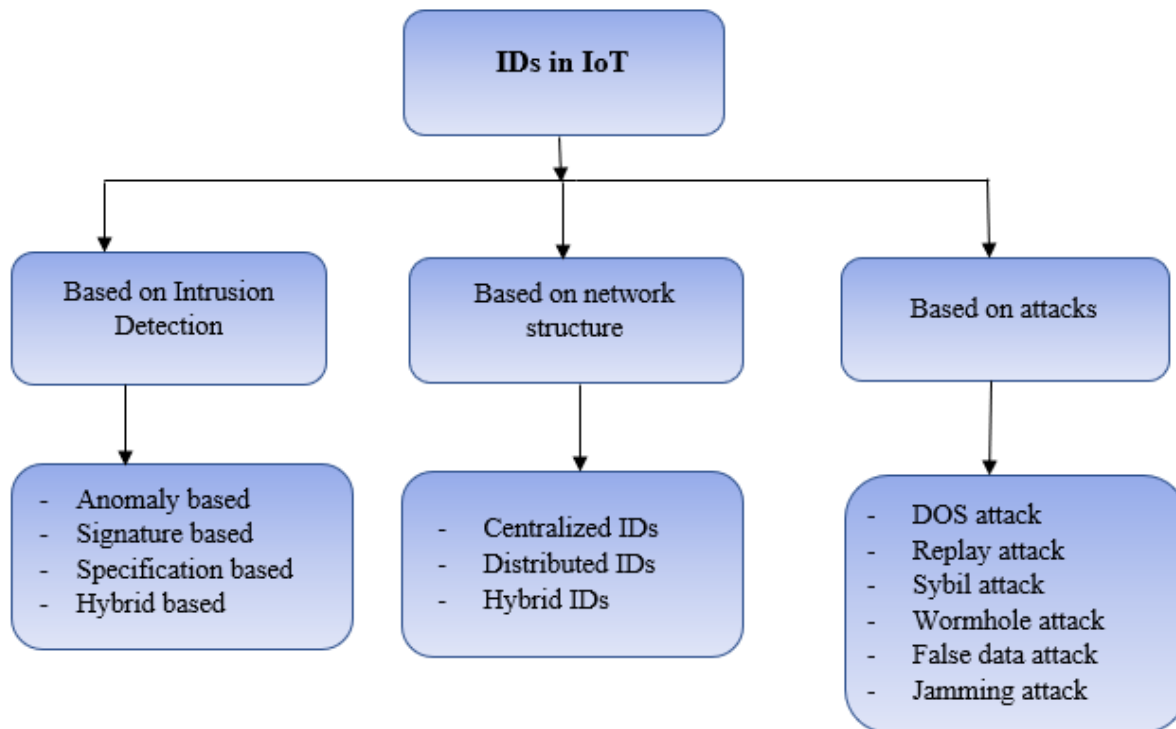 IDs in IoT
Based on Intrusion
Detection
Based on network
structure
Based on attacks
- Anomaly based
- Signature based
- Specification based
- Hybrid based
- Centralized IDs
- Distributed IDs
- Hybrid IDs
- DOS attack
- Replay attack
- Sybil attack
- Wormhole attack
- False data attack
- Jamming attack